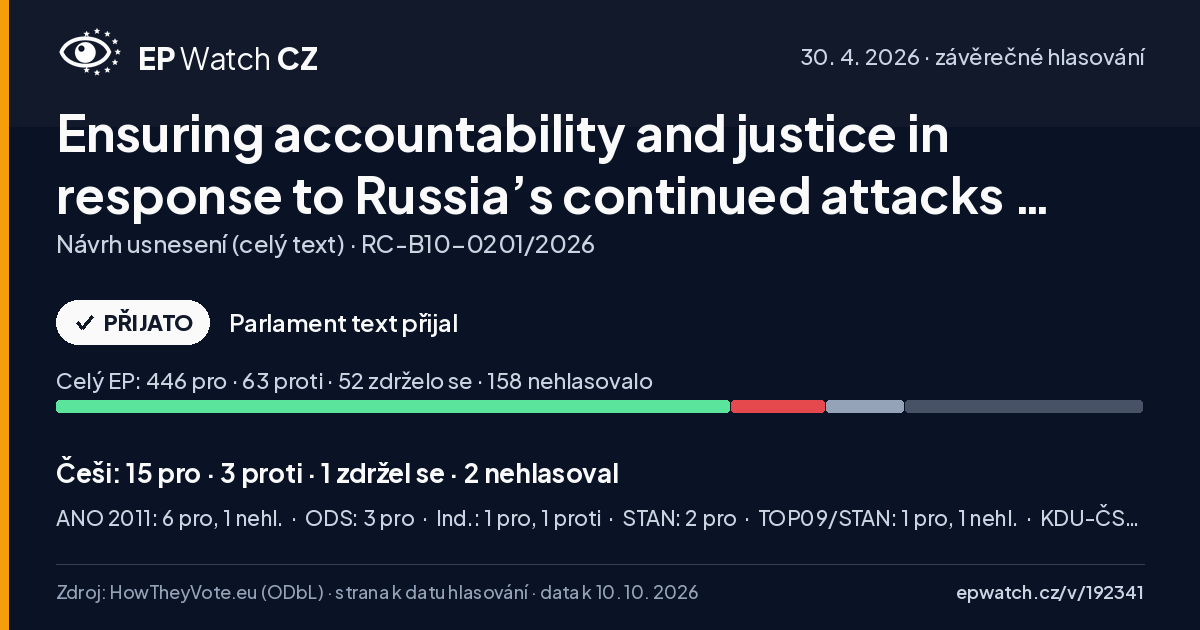 EP Watch CZ
30. 4. 2026 · závěrečné hlasování
Ensuring accountability and justice in
response to Russia’s continued attacks …
Návrh usnesení (celý text) · RC-B10-0201/2026
✓ PŘIJATO Parlament text přijal
Celý EP: 446 pro · 63 proti · 52 zdrželo se · 158 nehlasovalo
Češi: 15 pro · 3 proti · 1 zdržel se · 2 nehlasoval
ANO 2011: 6 pro, 1 nehl. · ODS: 3 pro · Ind.: 1 pro, 1 proti · STAN: 2 pro · TOP09/STAN: 1 pro, 1 nehl. · KDU-ČS…
Zdroj: HowTheyVote.eu (ODbL) · strana k datu hlasování · data k 10. 10. 2026
epwatch.cz/v/192341